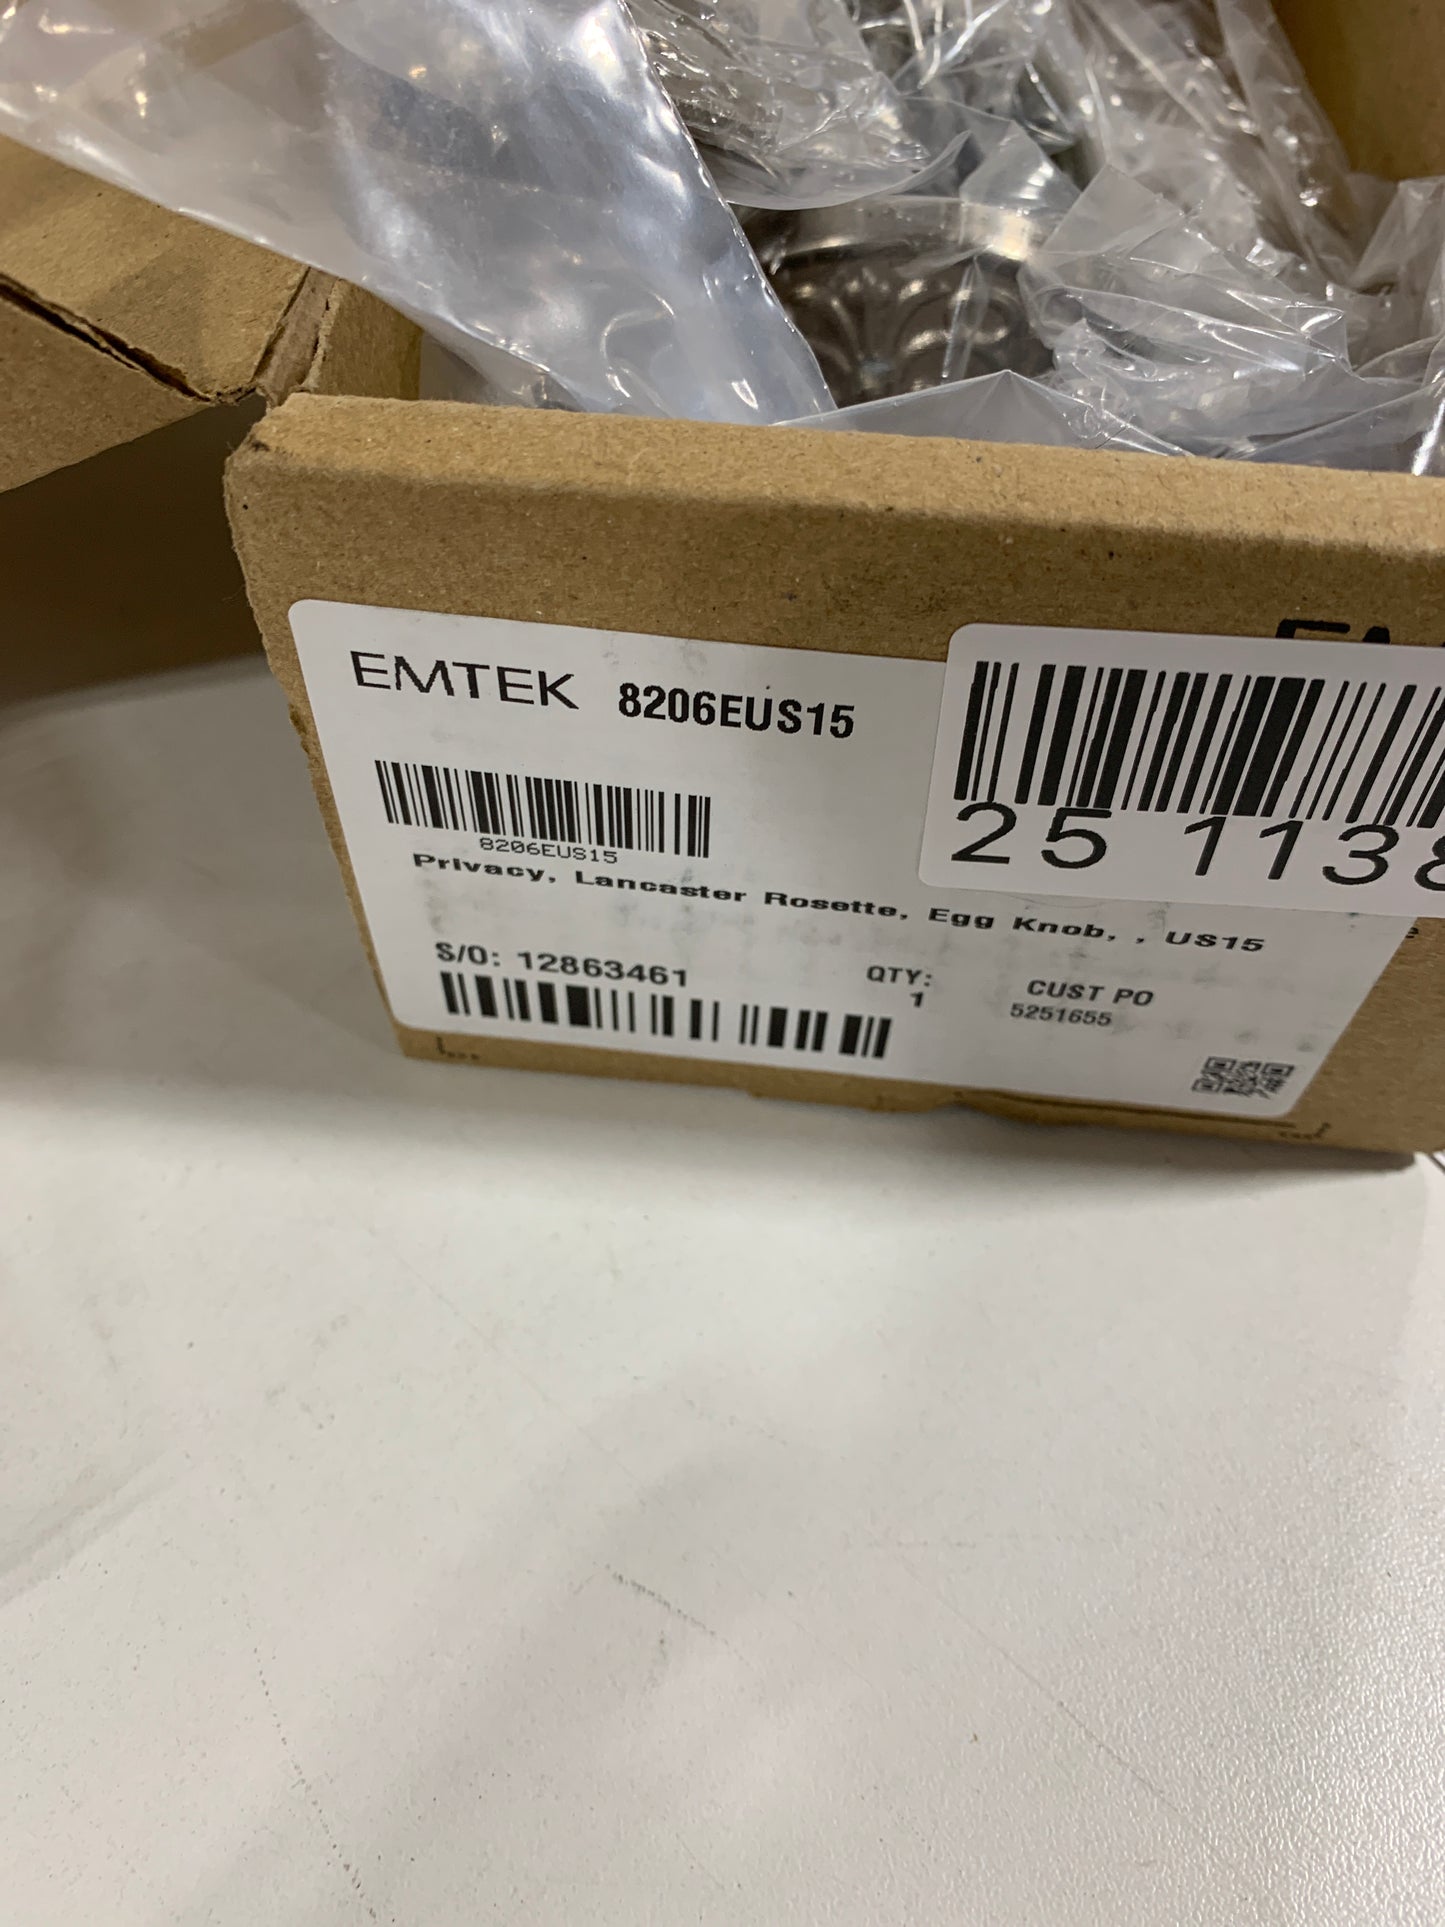 EMTEK 8206EUS15
8206EUS15
Privacy, Lancaster Rosette, Egg Knob, , US15
S/O: 12863461
QTY:
1
CUST PO
5251655
25 1138